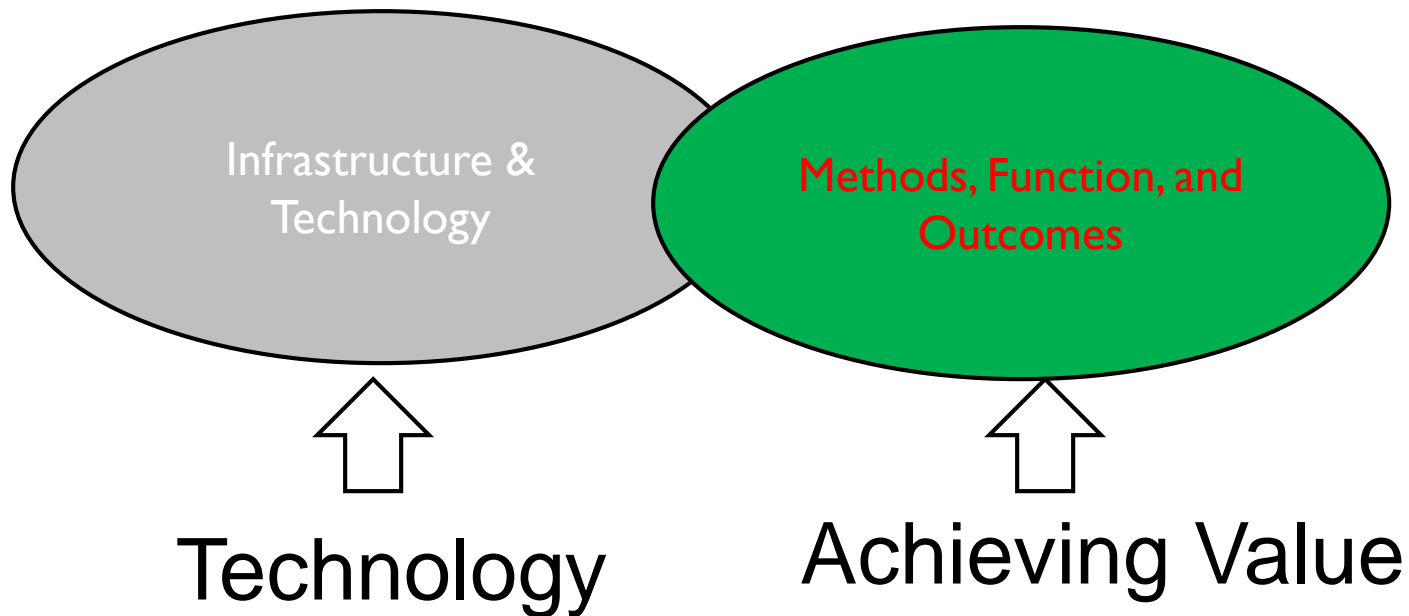 Infrastructure &
Technology
Methods, Function, and
Outcomes
Technology
Achieving Value